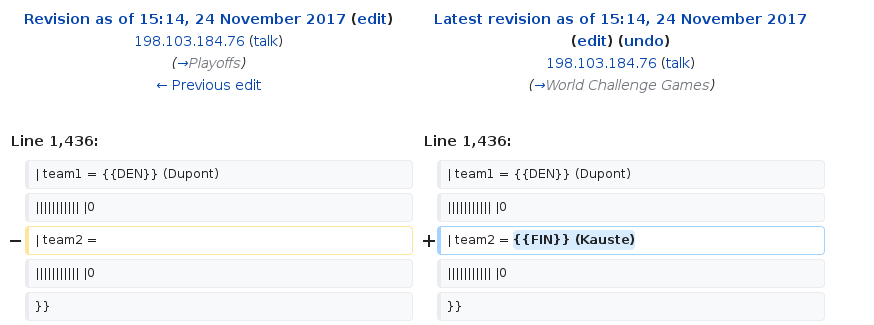 Revision as of 15:14, 24 November 2017 (edit)
198.103.184.76 (talk)
(→Playoffs)
← Previous edit
Latest revision as of 15:14, 24 November 2017
(edit) (undo)
198.103.184.76 (talk)
(→World Challenge Games)
Line 1,436:
Line 1,436:
| team1 = {{DEN}} (Dupont)
| team1 = {{DEN}} (Dupont)
||||||||||| |0
||||||||||| |0
− | team2 =
+ | team2 = {{FIN}} (Kauste)
||||||||||| |0
||||||||||| |0
}}
}}